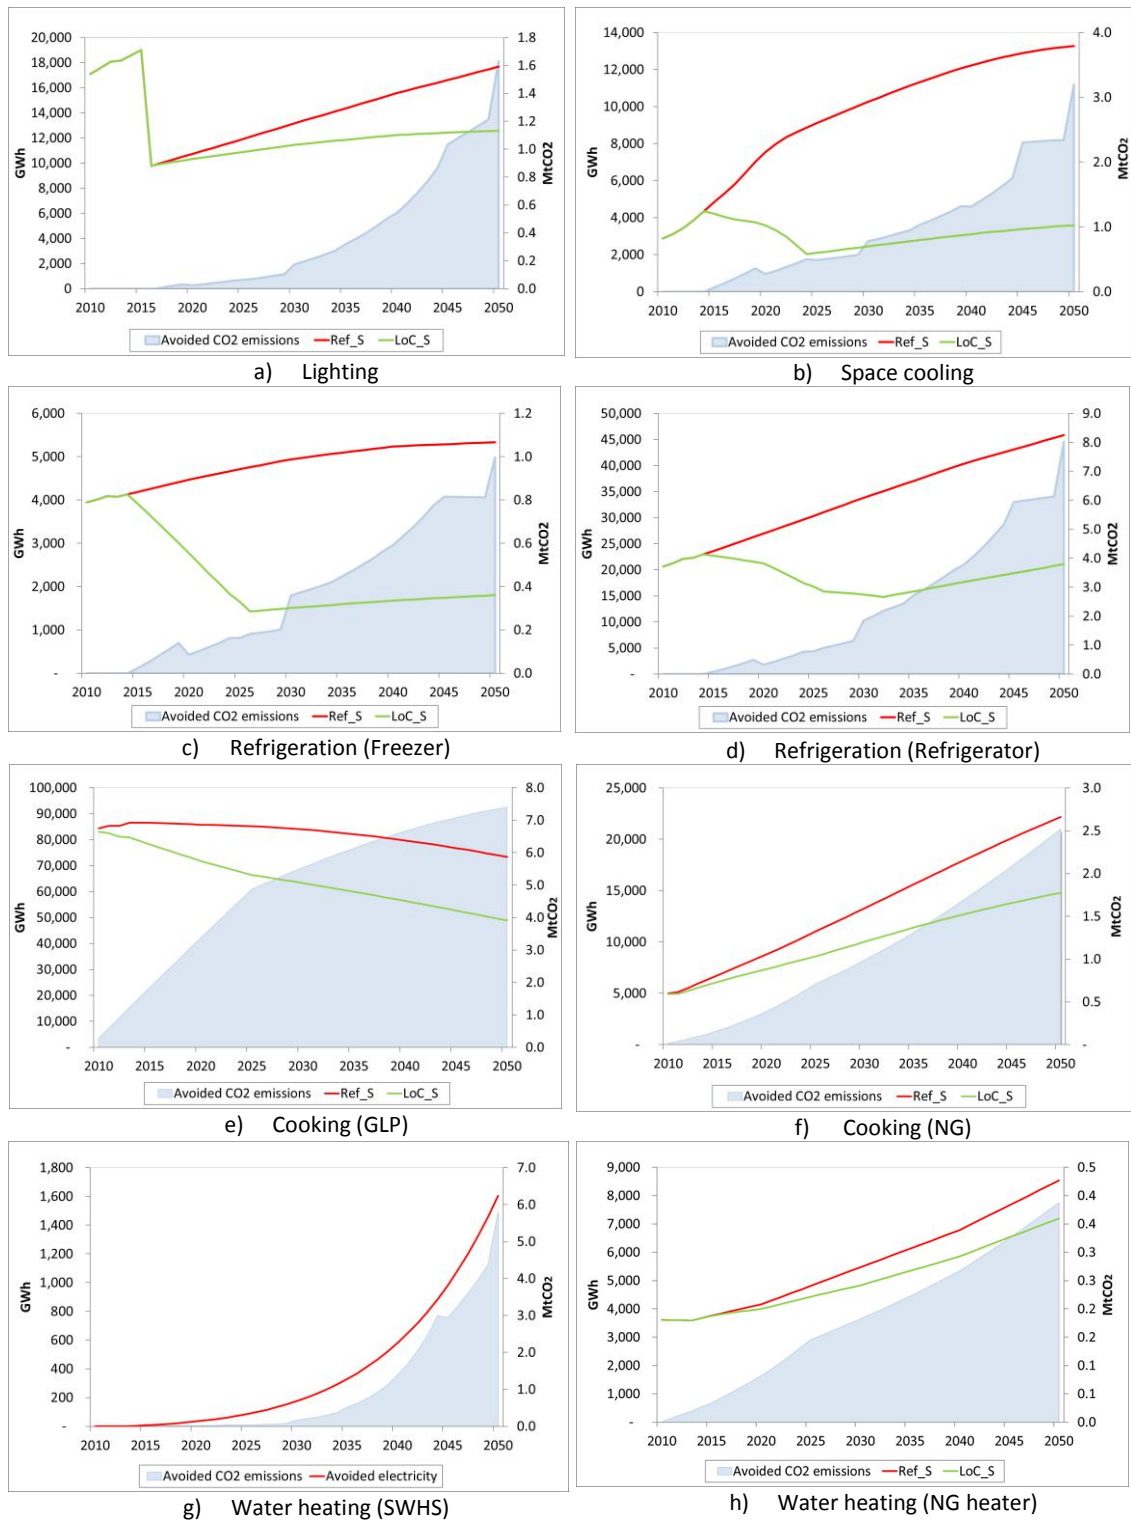 20,000 18,000 16,000 14,000 12,000 10,000 8,000 6,000 4,000 2,000 0
GWh
1.8 1.6 1.4 1.2 1.0 0.8 0.6 0.4 0.2 0.0
MtCO2
2010 2015 2020 2025 2030 2035 2040 2045 2050
Avoided CO2 emissions Ref_S LoC_S
a) Lighting
14,000 12,000 10,000 8,000 6,000 4,000 2,000 0
GWh
4.0 3.0 2.0 1.0 0.0
MtCO2
2010 2015 2020 2025 2030 2035 2040 2045 2050
Avoided CO2 emissions Ref_S LoC_S
b) Space cooling
6,000 5,000 4,000 3,000 2,000 1,000 -
GWh
1.2 1.0 0.8 0.6 0.4 0.2 0.0
MtCO2
2010 2015 2020 2025 2030 2035 2040 2045 2050
Avoided CO2 emissions Ref_S LoC_S
c) Refrigeration (Freezer)
50,000 45,000 40,000 35,000 30,000 25,000 20,000 15,000 10,000 5,000 -
GWh
9.0 8.0 7.0 6.0 5.0 4.0 3.0 2.0 1.0 0.0
MtCO2
2010 2015 2020 2025 2030 2035 2040 2045 2050
Avoided CO2 emissions Ref_S LoC_S
d) Refrigeration (Refrigerator)
100,000 90,000 80,000 70,000 60,000 50,000 40,000 30,000 20,000 10,000 -
GWh
8.0 7.0 6.0 5.0 4.0 3.0 2.0 1.0 0.0
MtCO2
2010 2015 2020 2025 2030 2035 2040 2045 2050
Avoided CO2 emissions Ref_S LoC_S
e) Cooking (GLP)
25,000 20,000 15,000 10,000 5,000 -
GWh
3.0 2.5 2.0 1.5 1.0 0.5 -
MtCO2
2010 2015 2020 2025 2030 2035 2040 2045 2050
Avoided CO2 emissions Ref_S LoC_S
f) Cooking (NG)
1,800 1,600 1,400 1,200 1,000 800 600 400 200 -
GWh
7.0 6.0 5.0 4.0 3.0 2.0 1.0 0.0
MtCO2
2010 2015 2020 2025 2030 2035 2040 2045 2050
Avoided CO2 emissions Avoided electricity
g) Water heating (SWHS)
9,000 8,000 7,000 6,000 5,000 4,000 3,000 2,000 1,000 -
GWh
0.5 0.4 0.4 0.3 0.3 0.2 0.2 0.1 0.1 0.0
MtCO2
2010 2015 2020 2025 2030 2035 2040 2045 2050
Avoided CO2 emissions Ref_S LoC_S
h) Water heating (NG heater)